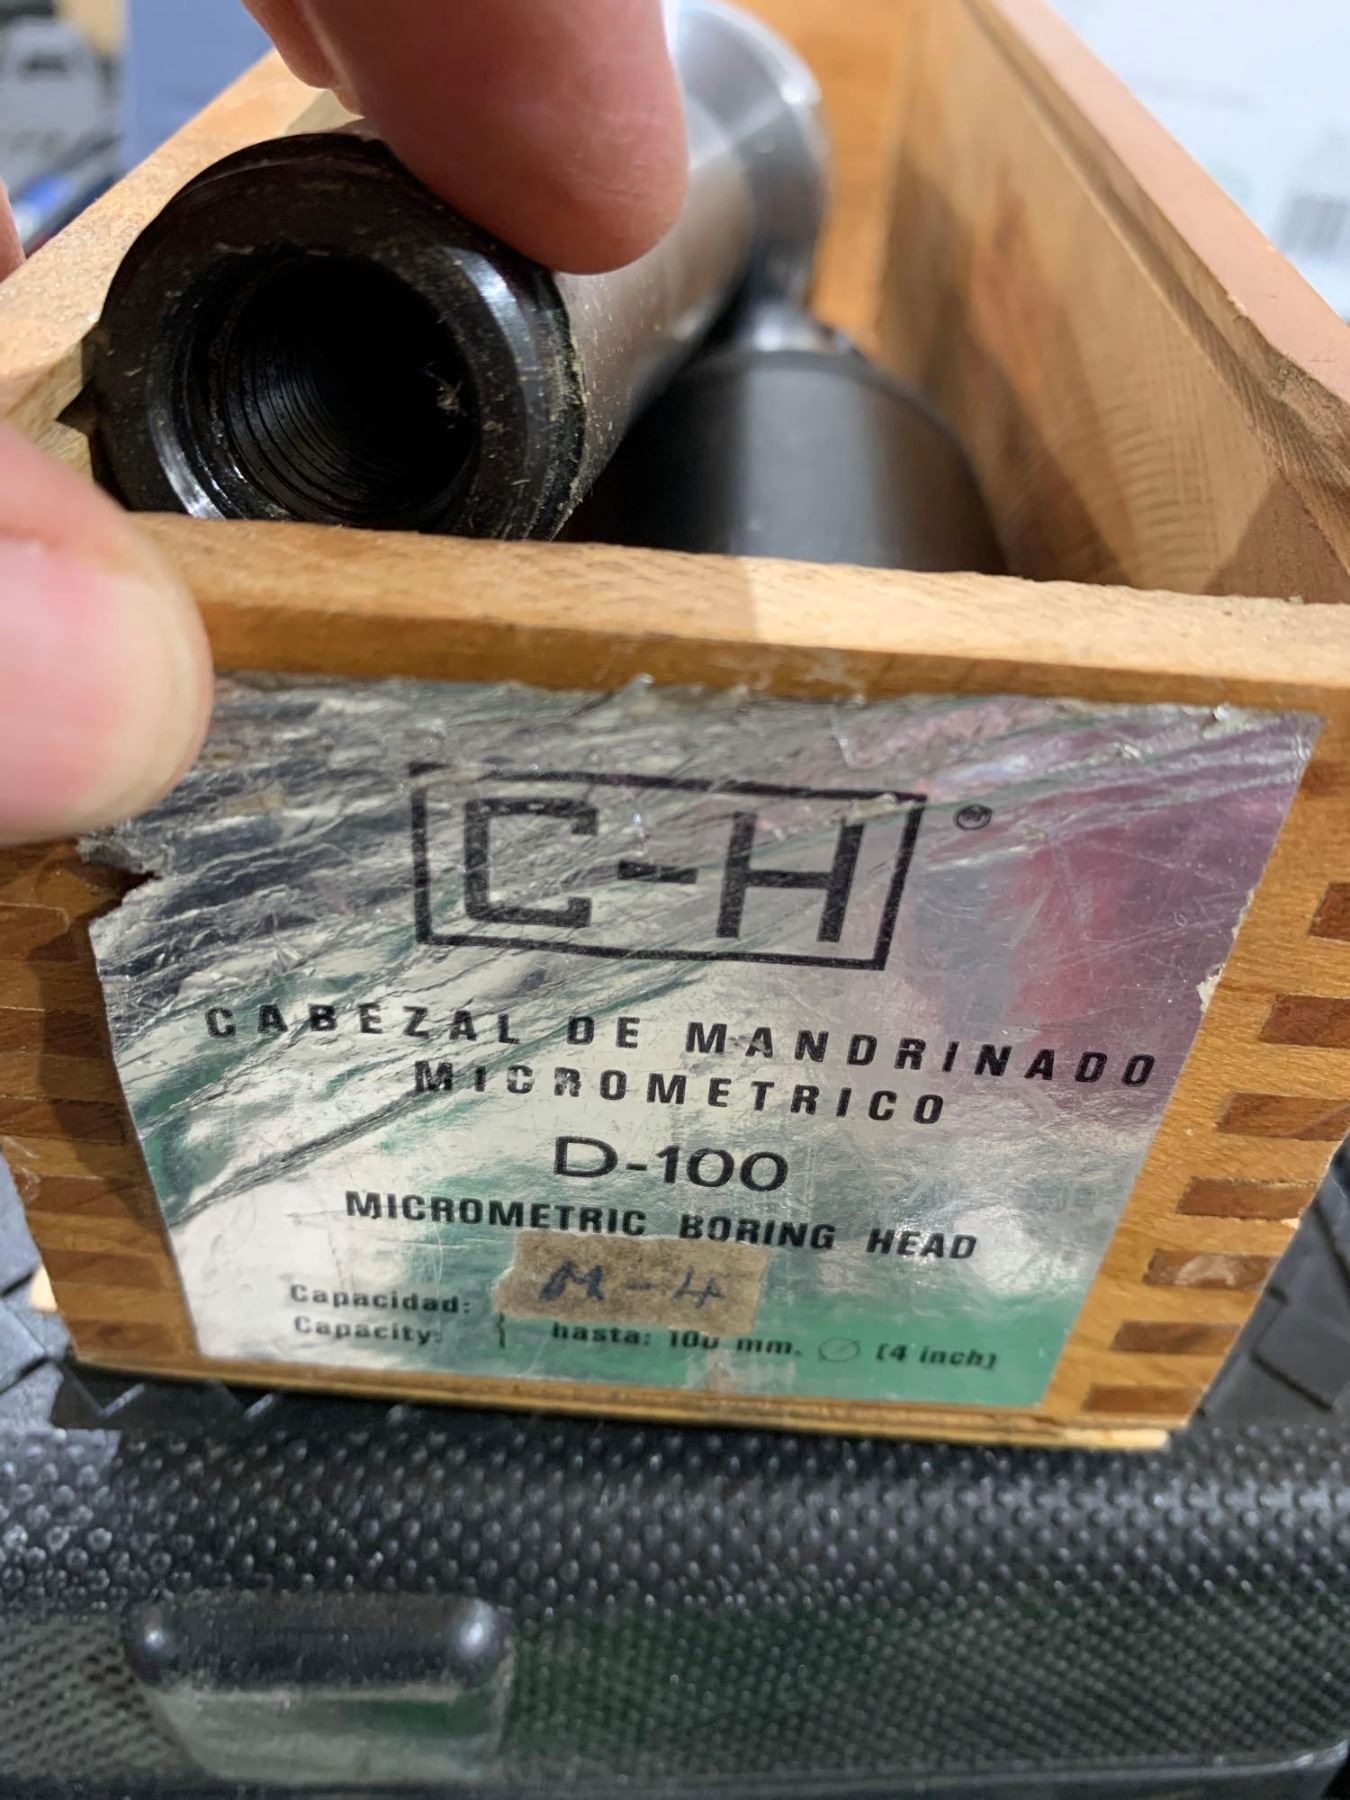 C-H ®
CABEZAL DE MANDRINADO
MICROMETRICO
D-100
MICROMETRIC BORING HEAD
M-4
Capacidad:
Capacity: { hasta: 100 mm. ∅ (4 inch)